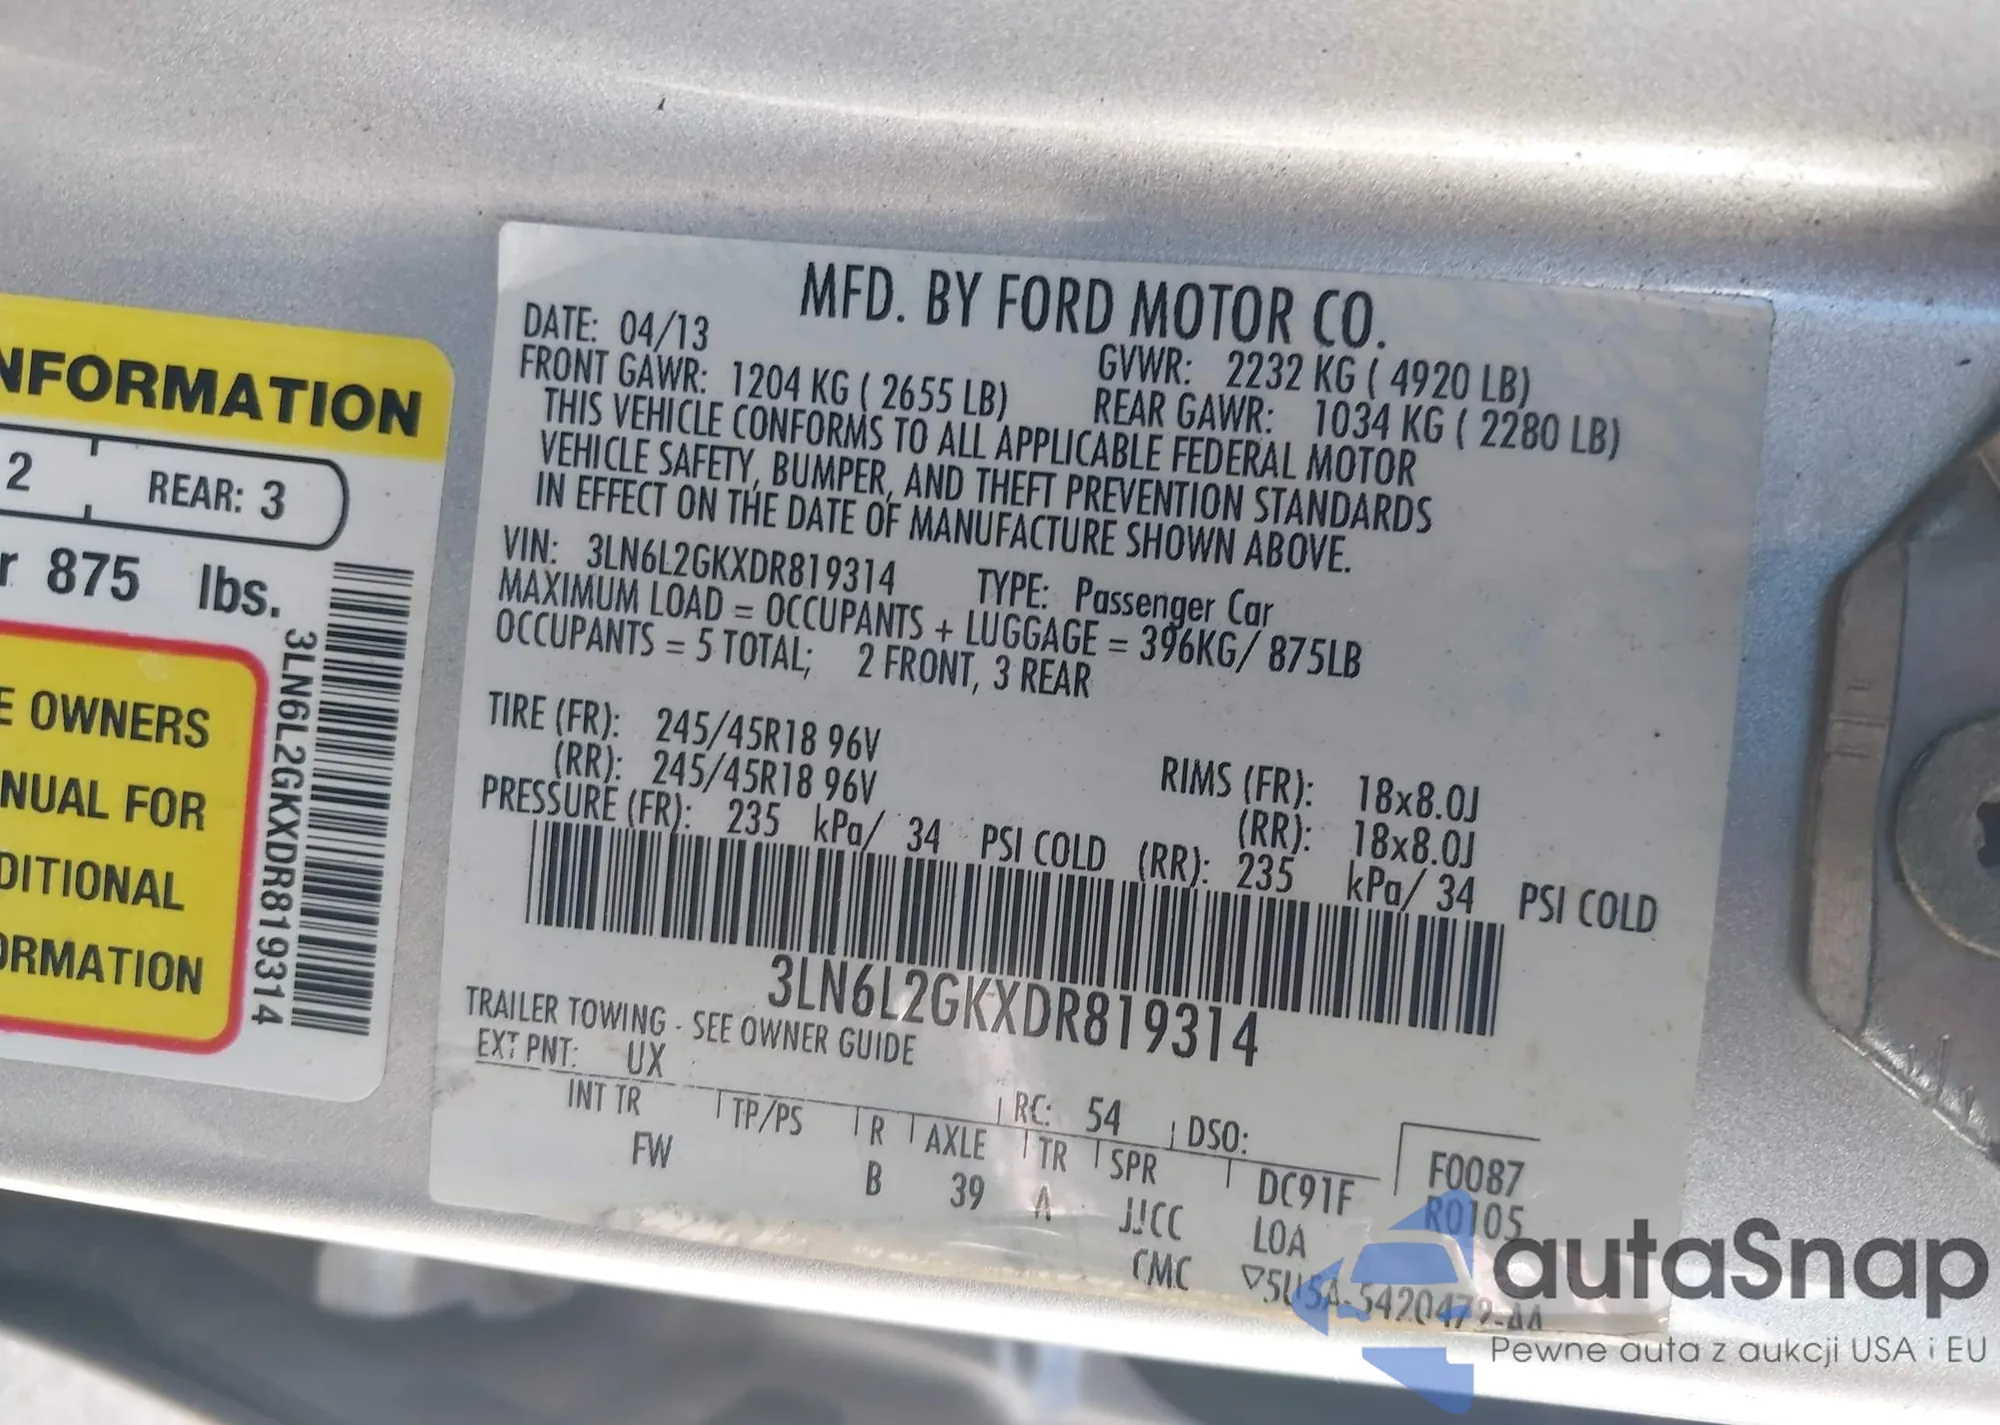 NFORMATION
2 REAR: 3
r 875 lbs.
E OWNERS
NUAL FOR
DITIONAL
ORMATION
3LN6L2GKXDR819314
MFD. BY FORD MOTOR CO.
DATE: 04/13 GVWR: 2232 KG ( 4920 LB)
FRONT GAWR: 1204 KG ( 2655 LB) REAR GAWR: 1034 KG ( 2280 LB)
THIS VEHICLE CONFORMS TO ALL APPLICABLE FEDERAL MOTOR
VEHICLE SAFETY, BUMPER, AND THEFT PREVENTION STANDARDS
IN EFFECT ON THE DATE OF MANUFACTURE SHOWN ABOVE.
VIN: 3LN6L2GKXDR819314 TYPE: Passenger Car
MAXIMUM LOAD = OCCUPANTS + LUGGAGE = 396KG/ 875LB
OCCUPANTS = 5 TOTAL; 2 FRONT, 3 REAR
TIRE (FR): 245/45R18 96V RIMS (FR): 18x8.0J
(RR): 245/45R18 96V (RR): 18x8.0J
PRESSURE (FR): 235 kPa/ 34 PSI COLD (RR): 235 kPa/ 34 PSI COLD
3LN6L2GKXDR819314
TRAILER TOWING - SEE OWNER GUIDE
EXT PNT: UX RC: 54 DSO:
INT TR TP/PS R AXLE TR SPR DC91F F0087
FW B 39 A JJCC LOA R0105
CMC ▽5U5A-5420472-AA
autaSnap
Pewne auta z aukcji USA i EU